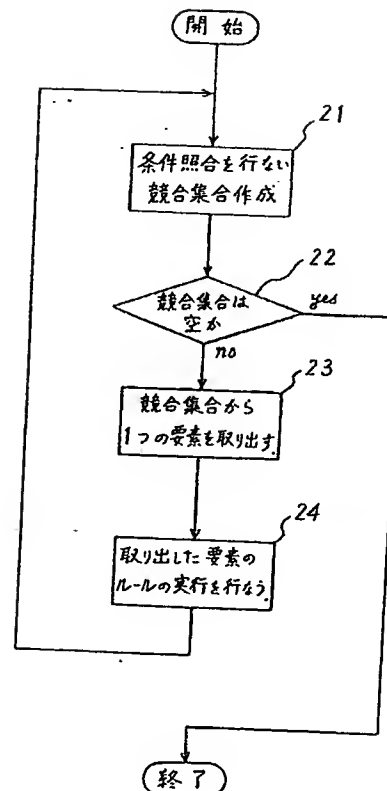 開始
21
条件照合を行ない
競合集合作成
22
競合集合は
空か
yes
no
23
競合集合から
1つの要素を取り出す.
24
取り出した要素の
ルールの実行を行なう.
終了